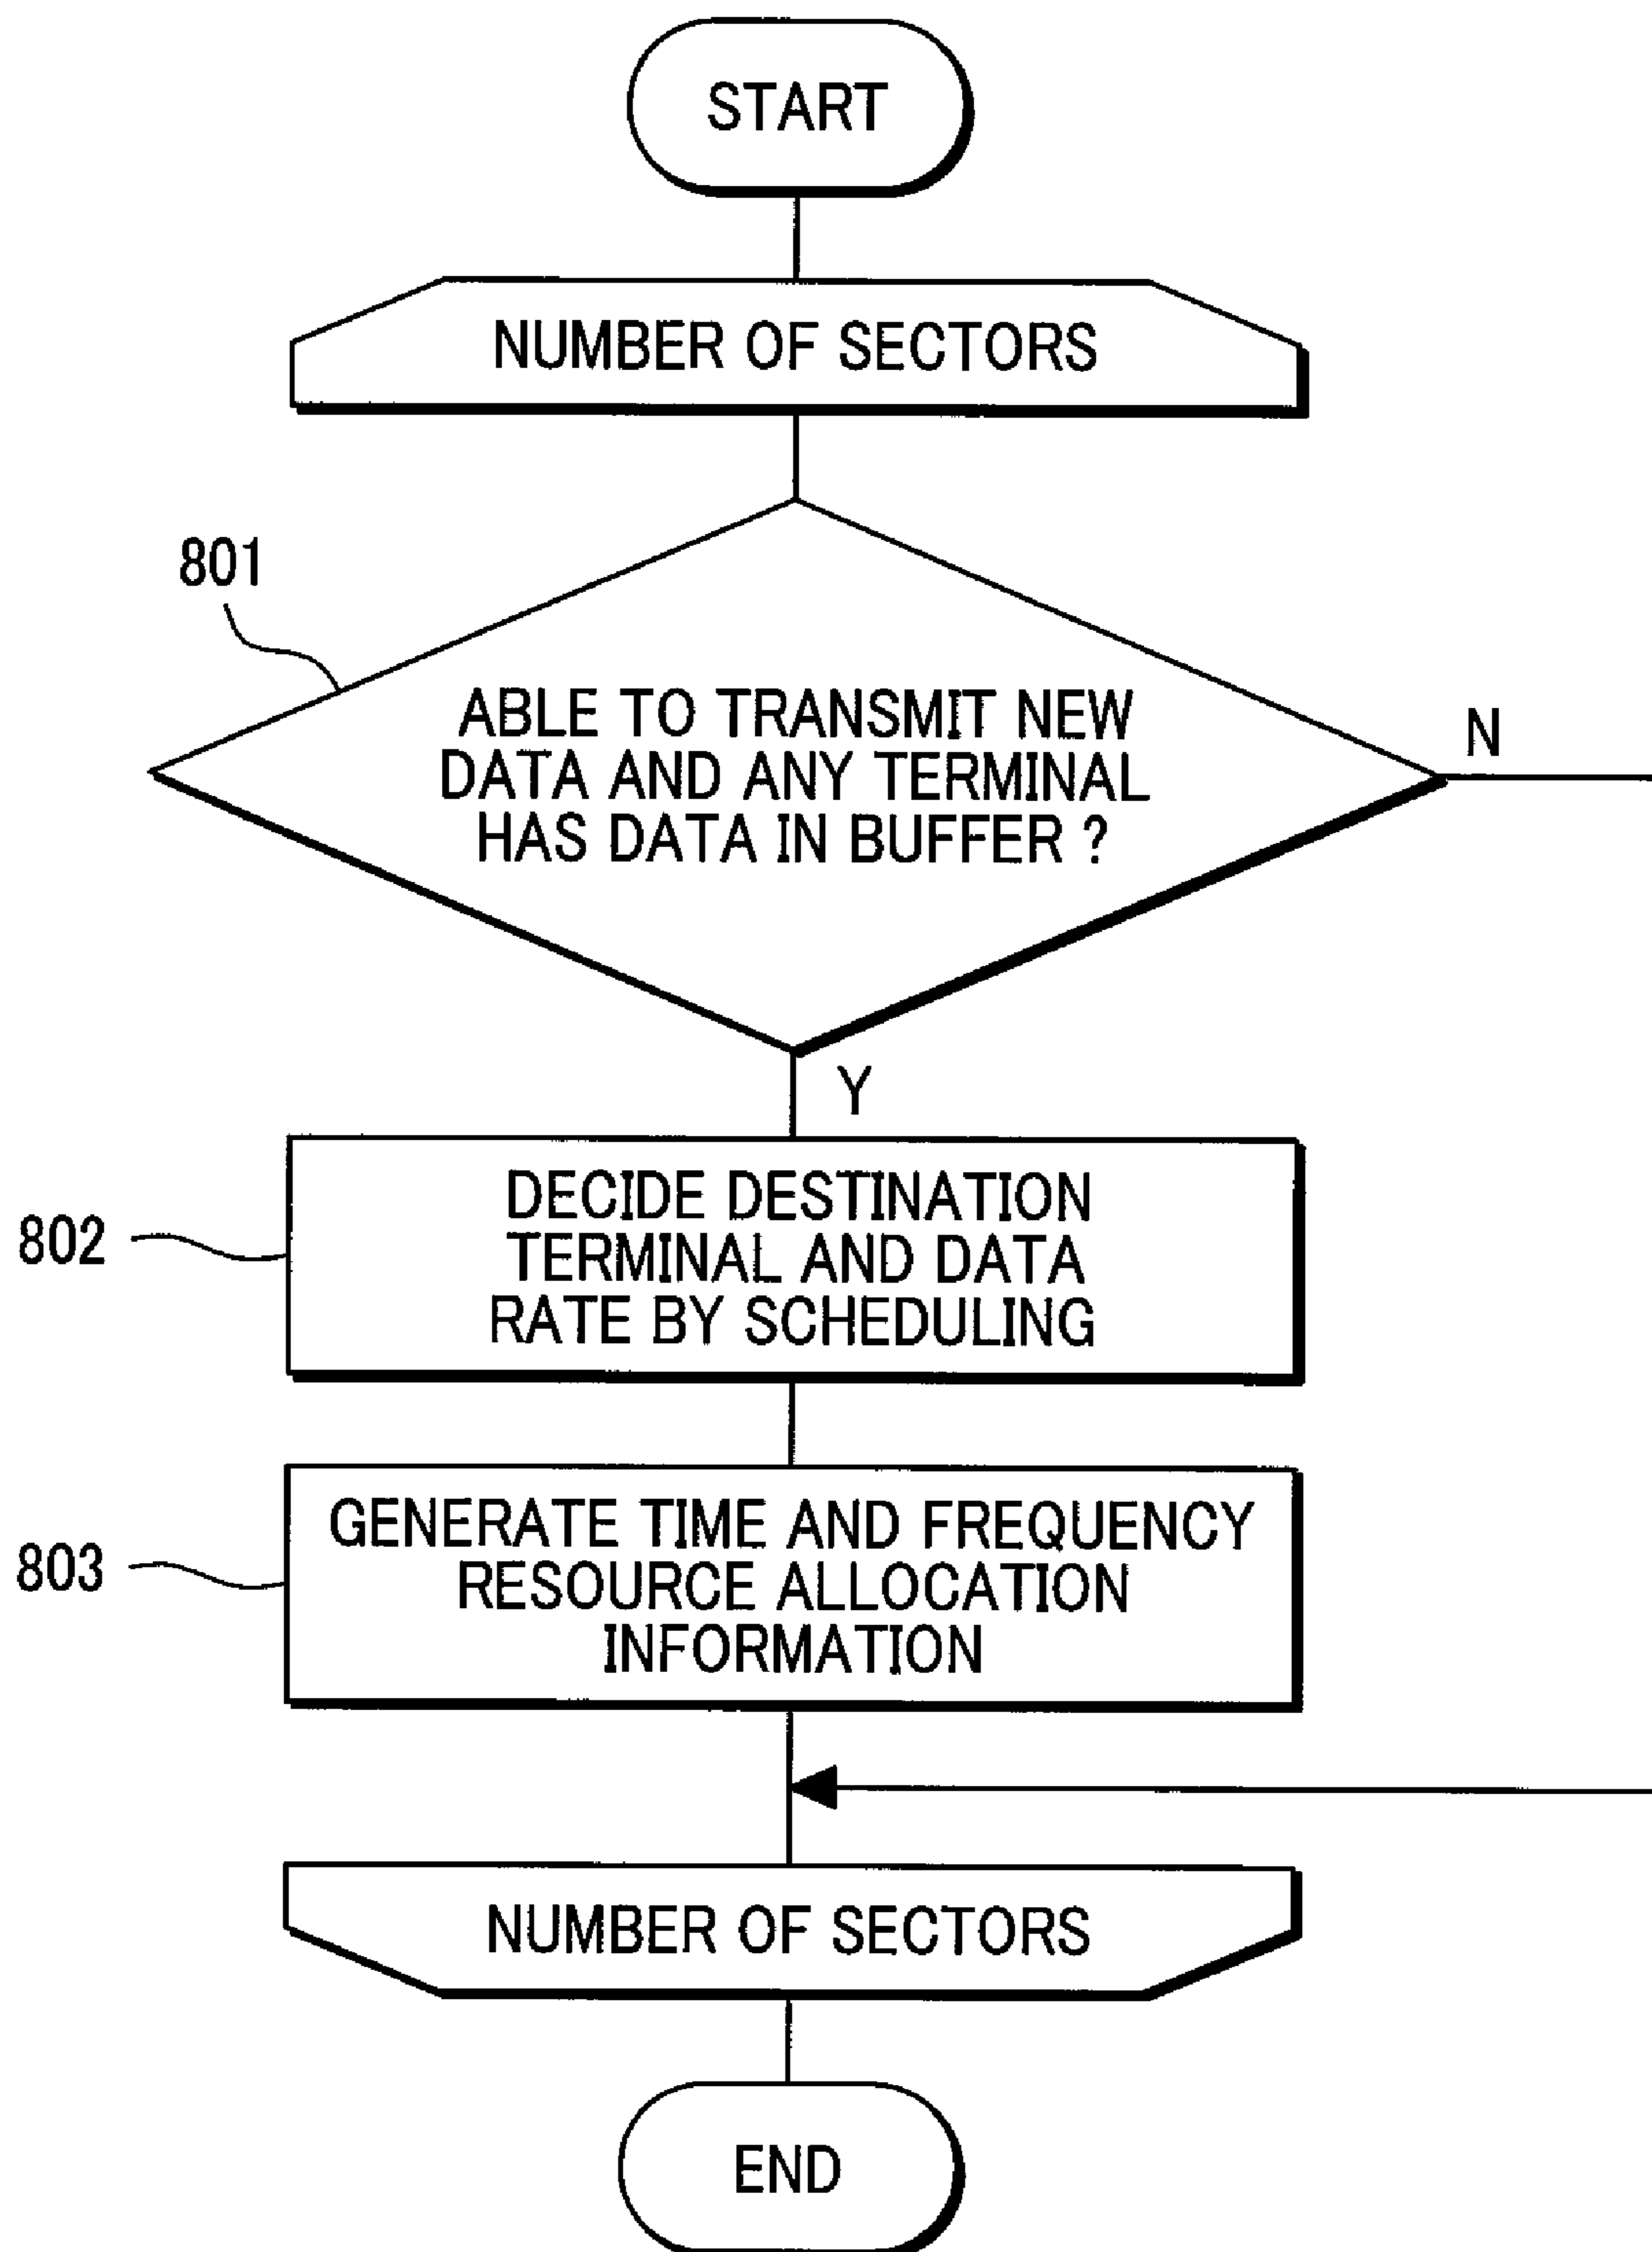 START
NUMBER OF SECTORS
801
ABLE TO TRANSMIT NEW
DATA AND ANY TERMINAL
HAS DATA IN BUFFER ?
N
Y
802
DECIDE DESTINATION
TERMINAL AND DATA
RATE BY SCHEDULING
803
GENERATE TIME AND FREQUENCY
RESOURCE ALLOCATION
INFORMATION
NUMBER OF SECTORS
END